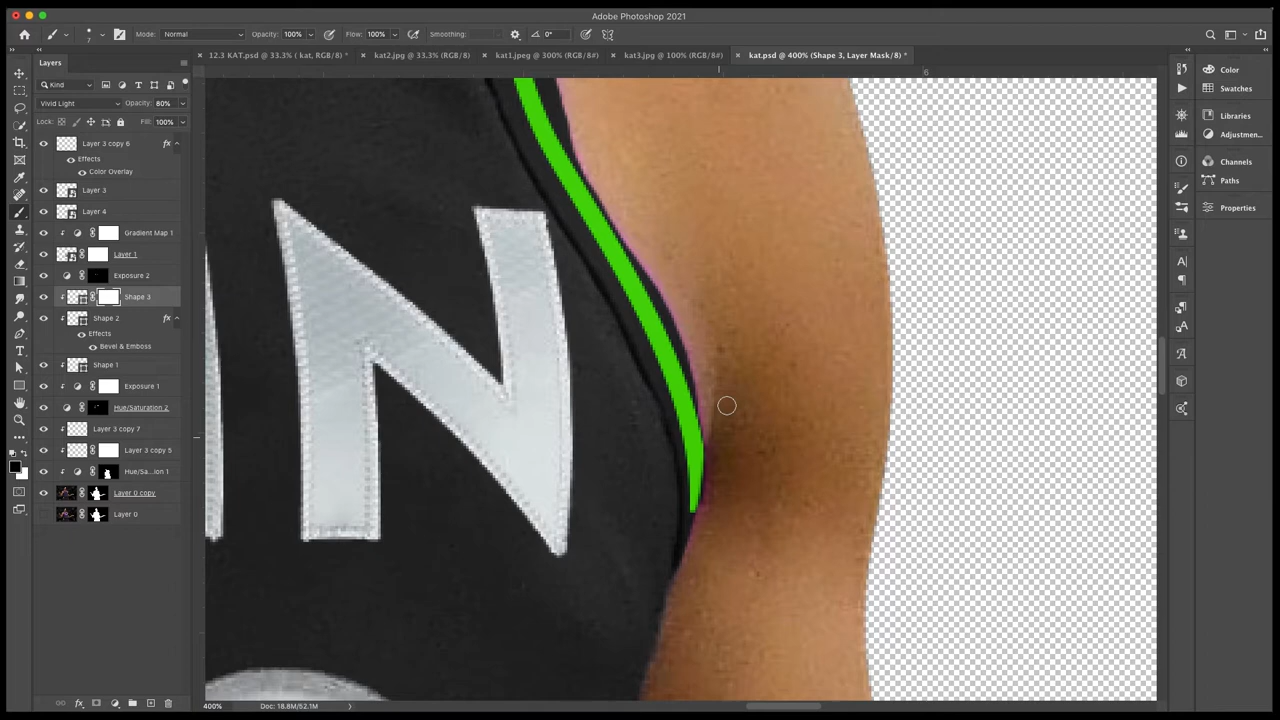 Adobe Photoshop 2021
7
Mode: Normal
Opacity: 100%
Flow: 100%
Smoothing:
0°
Layers
12.3 KAT.psd @ 33.3% ( kat, RGB/8) *
kat2.jpg @ 33.3% (RGB/8)
kat1.jpeg @ 300% (RGB/8#)
kat3.jpg @ 100% (RGB/8#)
kat.psd @ 400% (Shape 3, Layer Mask/8) *
6
Kind
Vivid Light
Opacity: 80%
Lock:
Fill: 100%
Layer 3 copy 6
fx
Effects
Color Overlay
Layer 3
Layer 4
Gradient Map 1
Layer 1
Exposure 2
Shape 3
Shape 2
fx
Effects
Bevel & Emboss
Shape 1
Exposure 1
Hue/Saturation 2
Layer 3 copy 7
Layer 3 copy 5
Hue/Sa...ion 1
Layer 0 copy
Layer 0
N
Color
Swatches
Libraries
Adjustmen...
Channels
Paths
Properties
fx
400%
Doc: 18.8M/52.1M